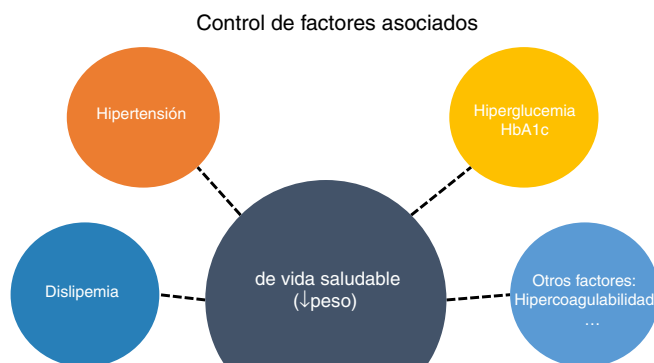 Control de factores asociados
Hipertensión
Hiperglucemia
HbA1c
Dislipemia
de vida saludable
(↓peso)
Otros factores:
Hipercoagulabilidad
...